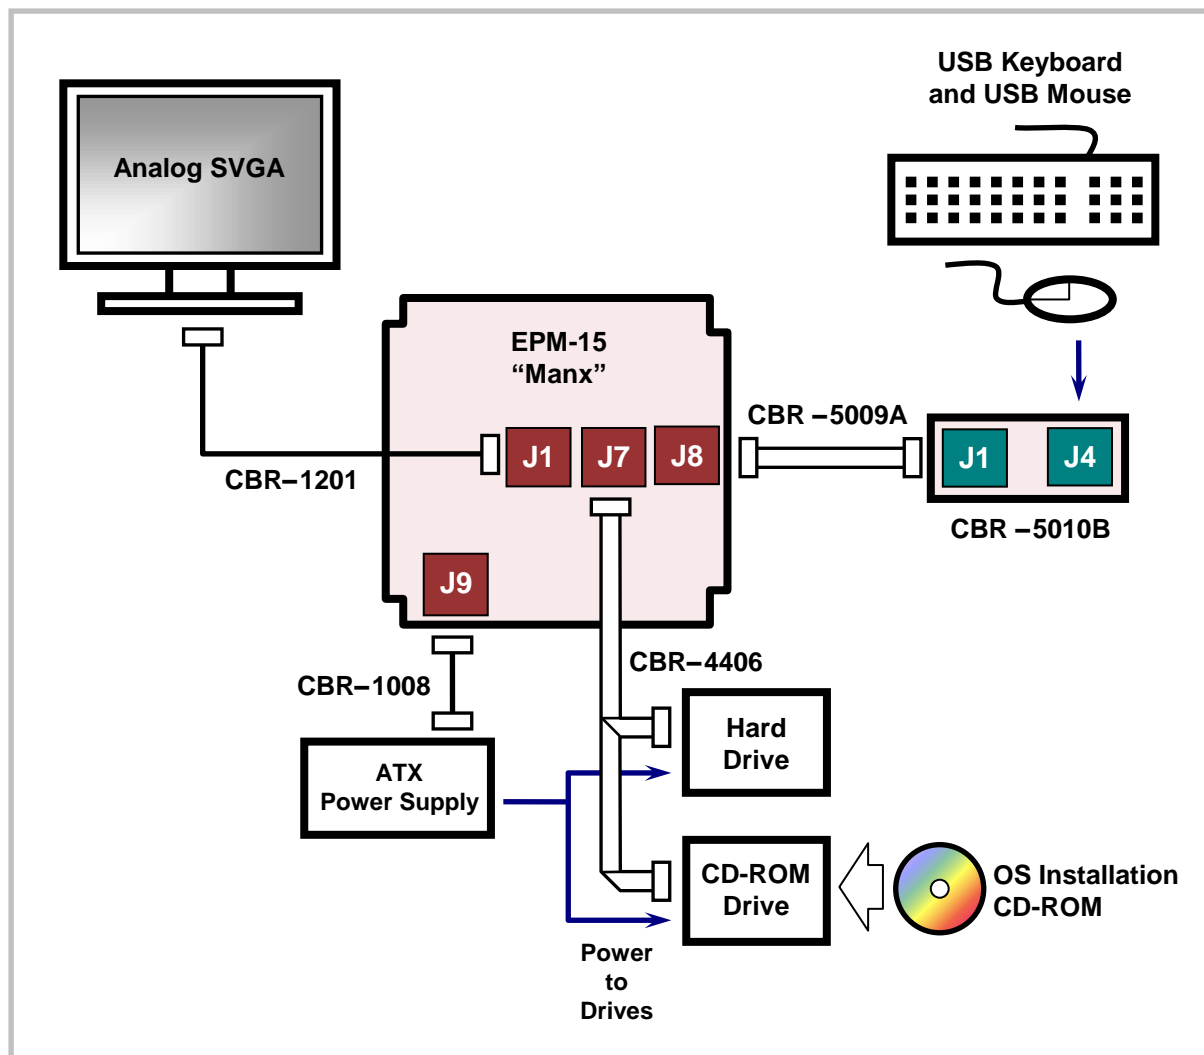 USB Keyboard
and USB Mouse
Analog SVGA
EPM-15
“Manx”
CBR –5009A
J1
J7
J8
J1
J4
CBR–1201
CBR –5010B
J9
CBR–4406
CBR–1008
Hard
Drive
ATX
Power Supply
CD-ROM
Drive
OS Installation
CD-ROM
Power
to
Drives